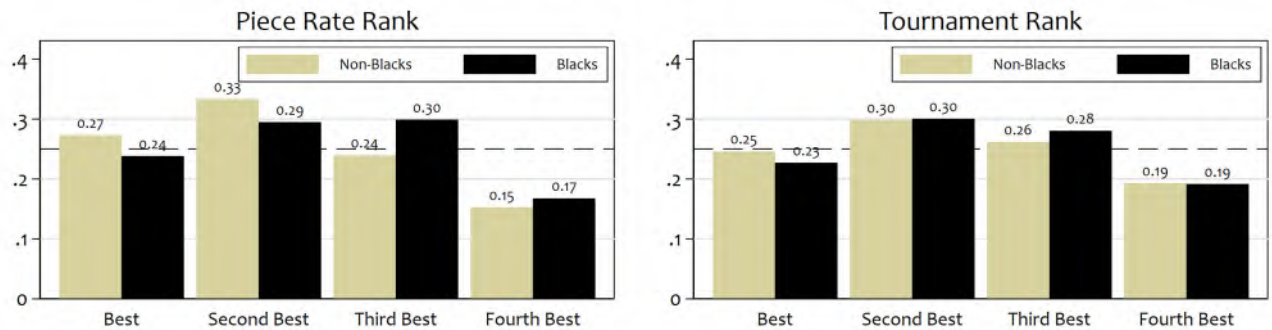 Piece Rate Rank
Non-Blacks
Blacks
.4
.3
.2
.1
0
0.27
0.24
0.33
0.29
0.24
0.30
0.15
0.17
Best
Second Best
Third Best
Fourth Best
Tournament Rank
Non-Blacks
Blacks
.4
.3
.2
.1
0
0.25
0.23
0.30
0.30
0.26
0.28
0.19
0.19
Best
Second Best
Third Best
Fourth Best